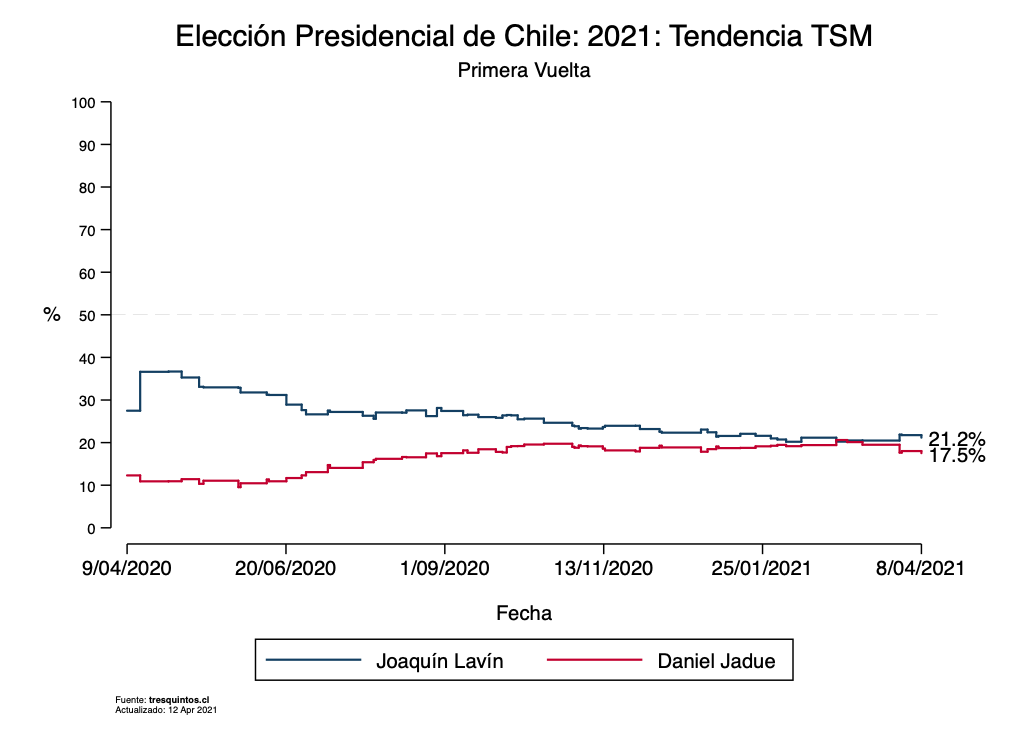 Elección Presidencial de Chile: 2021: Tendencia TSM
Primera Vuelta
100
90
80
70
60
% 50
40
30
20
10
0
21.2%
17.5%
9/04/2020 20/06/2020 1/09/2020 13/11/2020 25/01/2021 8/04/2021
Fecha
Joaquín Lavín Daniel Jadue
Fuente: tresquintos.cl
Actualizado: 12 Apr 2021